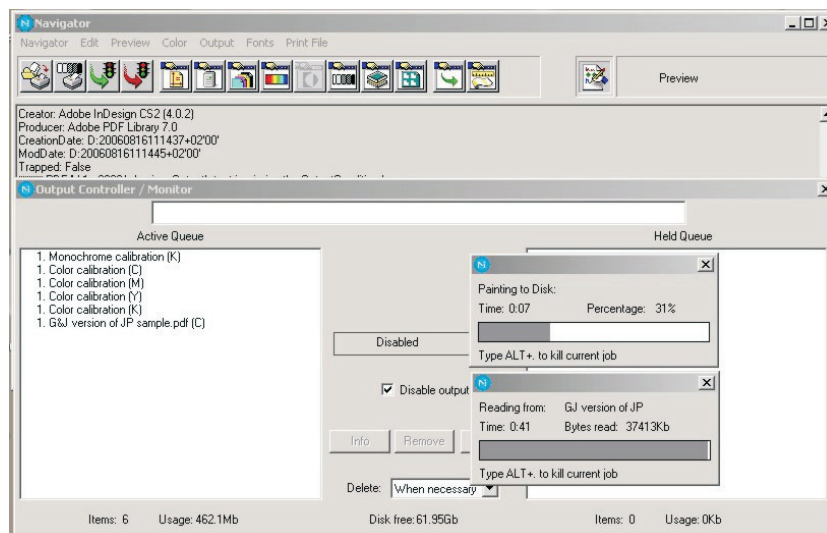 Navigator
Navigator Edit Preview Color Output Fonts Print File
Preview
Creator: Adobe InDesign CS2 (4.0.2)
Producer: Adobe PDF Library 7.0
CreationDate: D:20060816111437+02'00'
ModDate: D:20060816111445+02'00'
Trapped: False
Output Controller / Monitor
Active Queue
Held Queue
1. Monochrome calibration (K)
1. Color calibration (C)
1. Color calibration (M)
1. Color calibration (Y)
1. Color calibration (K)
1. G&J version of JP sample.pdf (C)
Disabled
Disable output
Info Remove
Delete: When necessary
Painting to Disk:
Time: 0:07 Percentage: 31%
Type ALT+. to kill current job
Reading from: GJ version of JP
Time: 0:41 Bytes read: 37413Kb
Type ALT+. to kill current job
Items: 6 Usage: 462.1Mb Disk free: 61.95Gb Items: 0 Usage: 0Kb